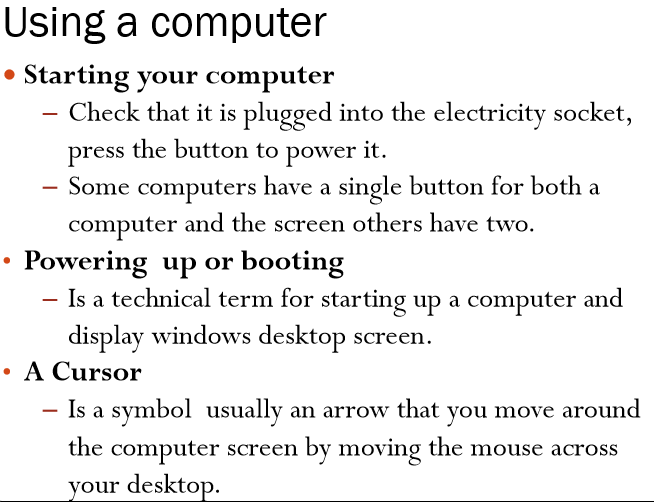 Using a computer
• Starting your computer
– Check that it is plugged into the electricity socket,
press the button to power it.
– Some computers have a single button for both a
computer and the screen others have two.
• Powering  up or booting
– Is a technical term for starting up a computer and
display windows desktop screen.
• A Cursor
– Is a symbol  usually an arrow that you move around
the computer screen by moving the mouse across
your desktop.